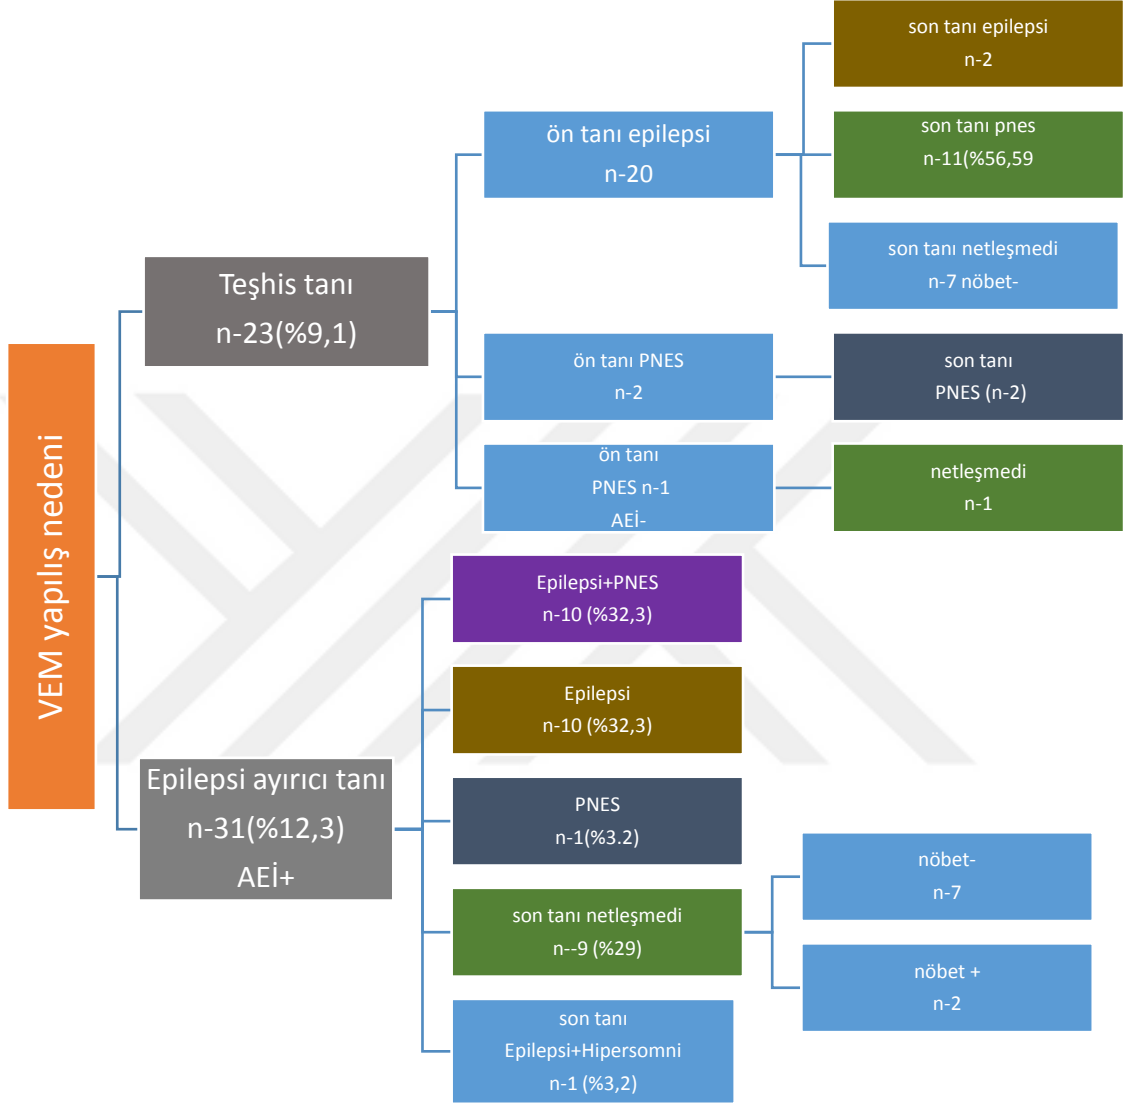 VEM yapılış nedeni
Teşhis tanı
n-23(%9,1)
ön tanı epilepsi
n-20
son tanı epilepsi
n-2
son tanı pnes
n-11(%56,59
son tanı netleşmedi
n-7 nöbet-
ön tanı PNES
n-2
son tanı
PNES (n-2)
ön tanı
PNES n-1
AEİ-
netleşmedi
n-1
Epilepsi ayırıcı tanı
n-31(%12,3)
AEİ+
Epilepsi+PNES
n-10 (%32,3)
Epilepsi
n-10 (%32,3)
PNES
n-1(%3.2)
son tanı netleşmedi
n--9 (%29)
nöbet-
n-7
nöbet +
n-2
son tanı
Epilepsi+Hipersomni
n-1 (%3,2)